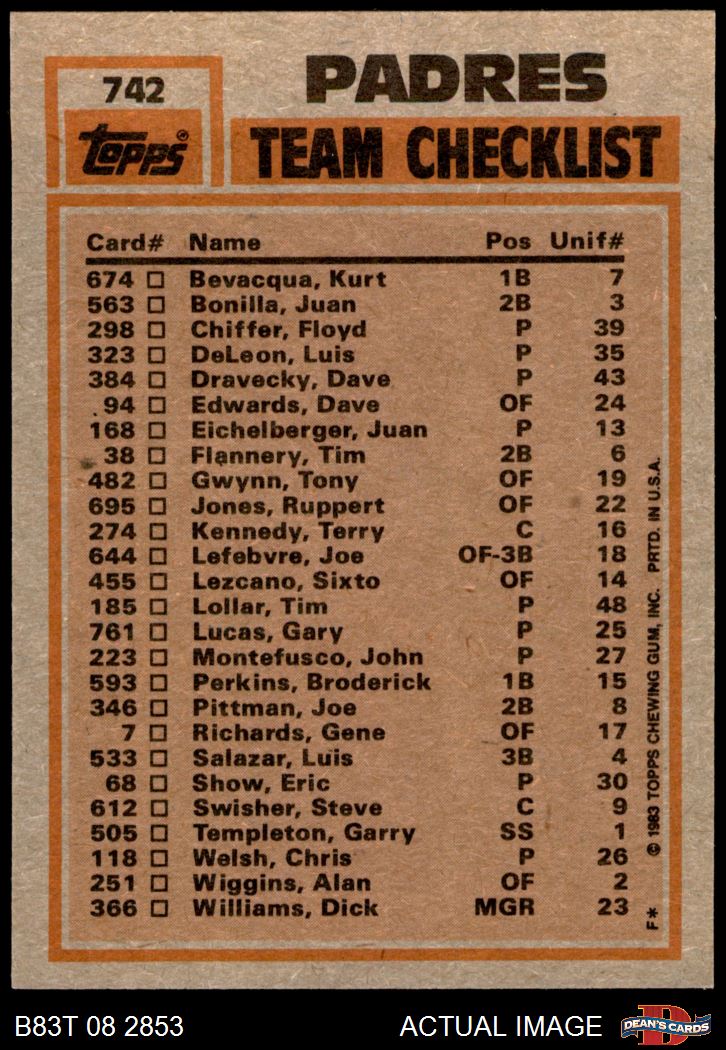 742
PADRES
Topps®
TEAM CHECKLIST
Card# Name Pos Unif#
674 Bevacqua, Kurt 1B 7
563 Bonilla, Juan 2B 3
298 Chiffer, Floyd P 39
323 DeLeon, Luis P 35
384 Dravecky, Dave P 43
94 Edwards, Dave OF 24
168 Eichelberger, Juan P 13
38 Flannery, Tim 2B 6
482 Gwynn, Tony OF 19
695 Jones, Ruppert OF 22
274 Kennedy, Terry C 16
644 Lefebvre, Joe OF-3B 18
455 Lezcano, Sixto OF 14
185 Lollar, Tim P 48
761 Lucas, Gary P 25
223 Montefusco, John P 27
593 Perkins, Broderick 1B 15
346 Pittman, Joe 2B 8
7 Richards, Gene OF 17
533 Salazar, Luis 3B 4
68 Show, Eric P 30
612 Swisher, Steve C 9
505 Templeton, Garry SS 1
118 Welsh, Chris P 26
251 Wiggins, Alan OF 2
366 Williams, Dick MGR 23
F* © 1983 TOPPS CHEWING GUM, INC. PRTD. IN U.S.A.
B83T 08 2853
ACTUAL IMAGE
D
DEAN'S CARDS